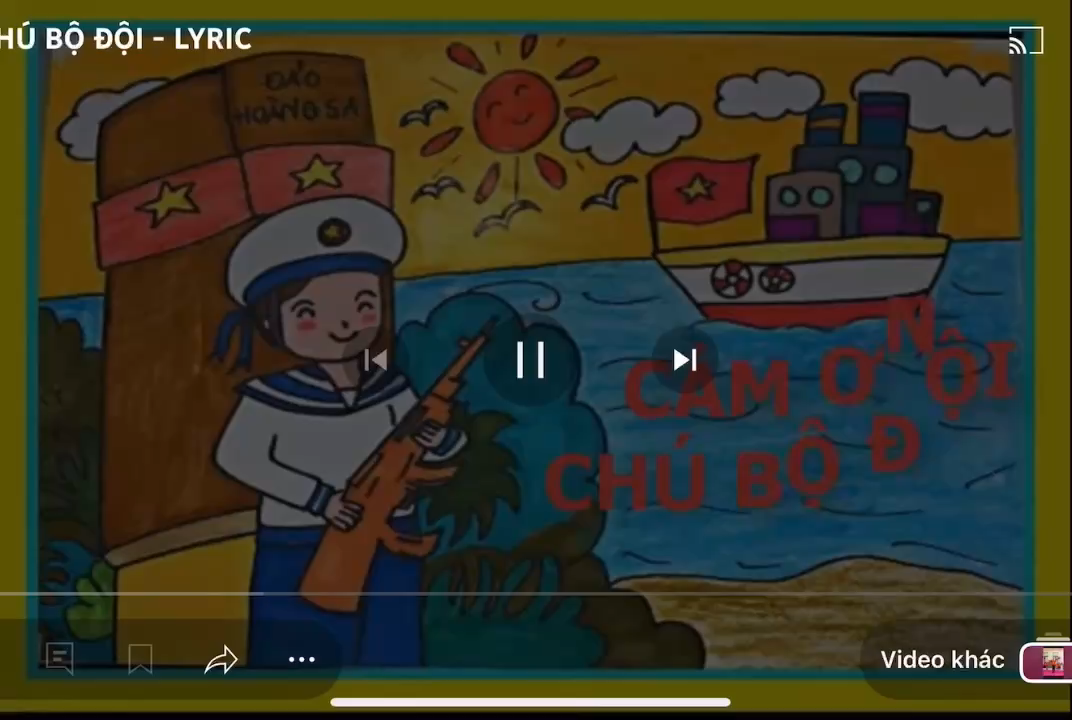 HÚ BỘ ĐỘI - LYRIC
ĐẢO
HOÀNG SA
CẢM ƠN
CHÚ BỘ ĐỘI
Video khác